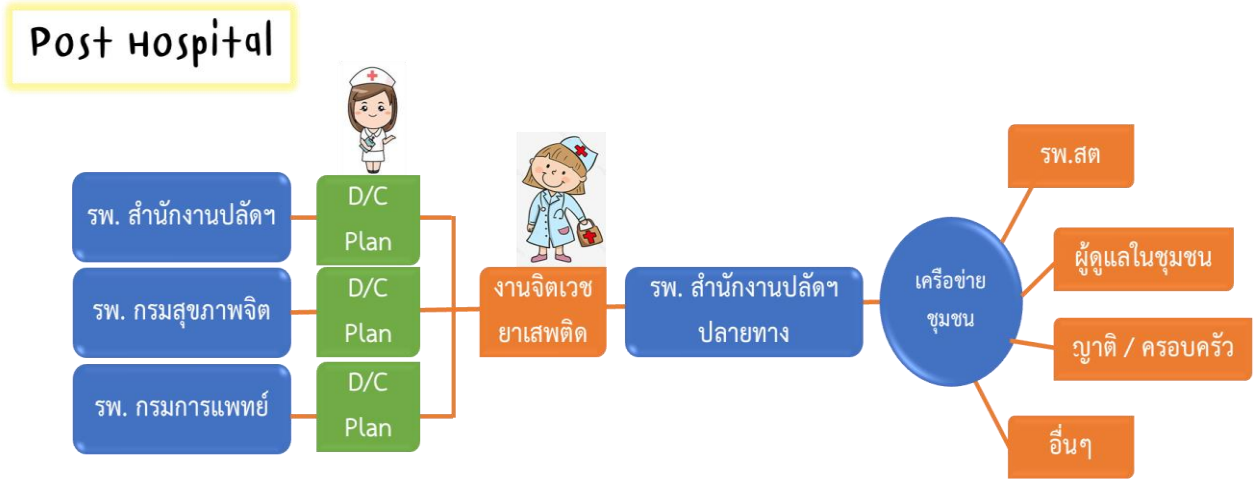 Post Hospital
รพ. สำนักงานปลัดฯ
D/C
Plan
รพ. กรมสุขภาพจิต
D/C
Plan
รพ. กรมการแพทย์
D/C
Plan
งานจิตเวช
ยาเสพติด
รพ. สำนักงานปลัดฯ
ปลายทาง
เครือข่าย
ชุมชน
รพ.สต
ผู้ดูแลในชุมชน
ญาติ / ครอบครัว
อื่นๆ